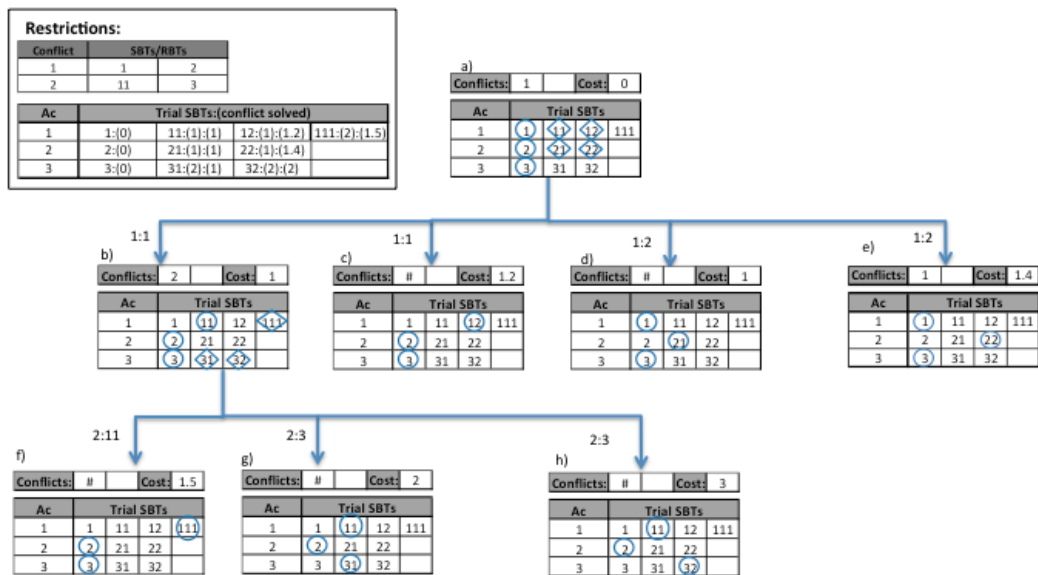 Restrictions:
Conflict SBTs/RBTs
1 1 2
2 11 3
Ac Trial SBTs:(conflict solved)
1 1:(0) 11:(1):(1) 12:(1):(1.2) 111:(2):(1.5)
2 2:(0) 21:(1):(1) 22:(1):(1.4)
3 3:(0) 31:(2):(1) 32:(2):(2)
a)
Conflicts: 1 Cost: 0
Ac Trial SBTs
1 1 11 12 111
2 2 21 22
3 3 31 32
1:1
1:1
1:2
1:2
b)
Conflicts: 2 Cost: 1
Ac Trial SBTs
1 1 11 12 111
2 2 21 22
3 3 31 32
c)
Conflicts: # Cost: 1.2
Ac Trial SBTs
1 1 11 12 111
2 2 21 22
3 3 31 32
d)
Conflicts: # Cost: 1
Ac Trial SBTs
1 1 11 12 111
2 2 21 22
3 3 31 32
e)
Conflicts: 1 Cost: 1.4
Ac Trial SBTs
1 1 11 12 111
2 2 21 22
3 3 31 32
2:11
2:3
2:3
f)
Conflicts: # Cost: 1.5
Ac Trial SBTs
1 1 11 12 111
2 2 21 22
3 3 31 32
g)
Conflicts: # Cost: 2
Ac Trial SBTs
1 1 11 12 111
2 2 21 22
3 3 31 32
h)
Conflicts: # Cost: 3
Ac Trial SBTs
1 1 11 12 111
2 2 21 22
3 3 31 32